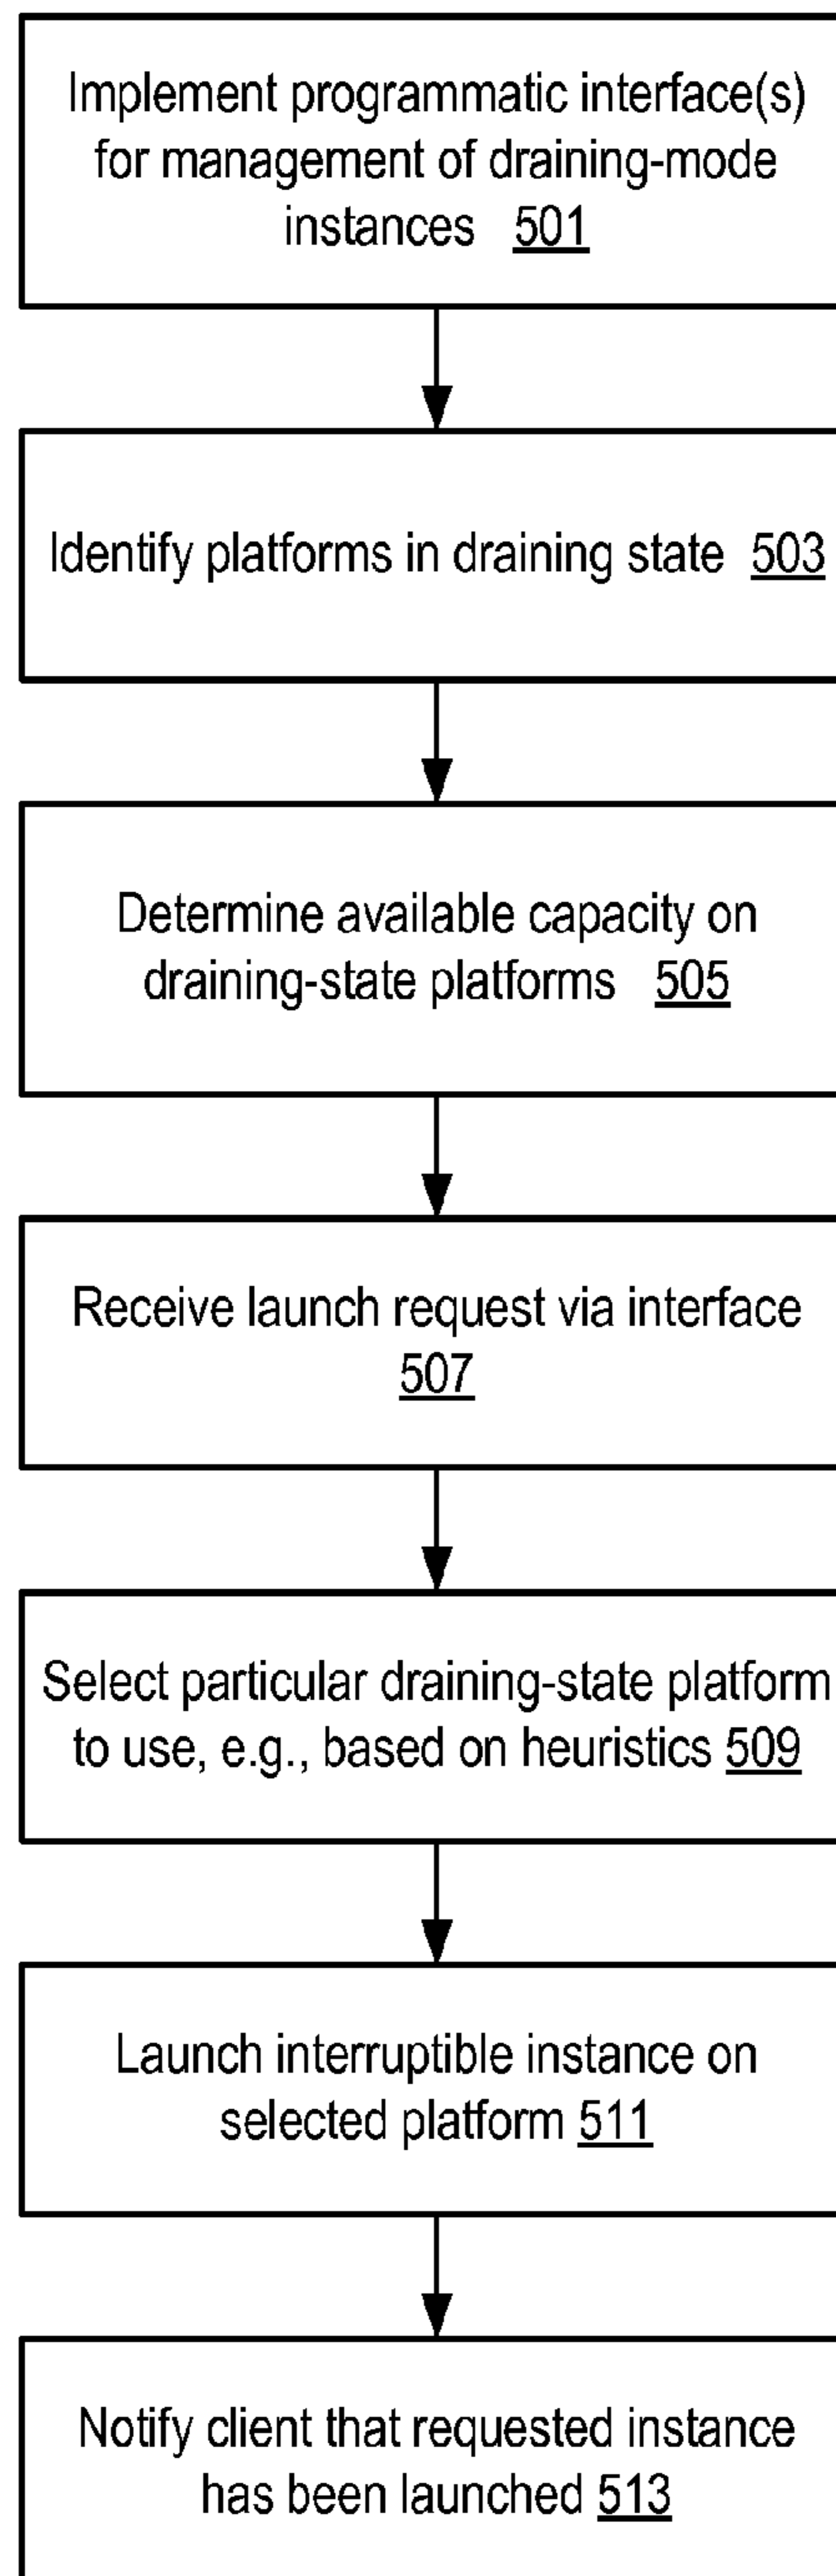 Implement programmatic interface(s)
for management of draining-mode
instances 501
Identify platforms in draining state 503
Determine available capacity on
draining-state platforms 505
Receive launch request via interface
507
Select particular draining-state platform
to use, e.g., based on heuristics 509
Launch interruptible instance on
selected platform 511
Notify client that requested instance
has been launched 513